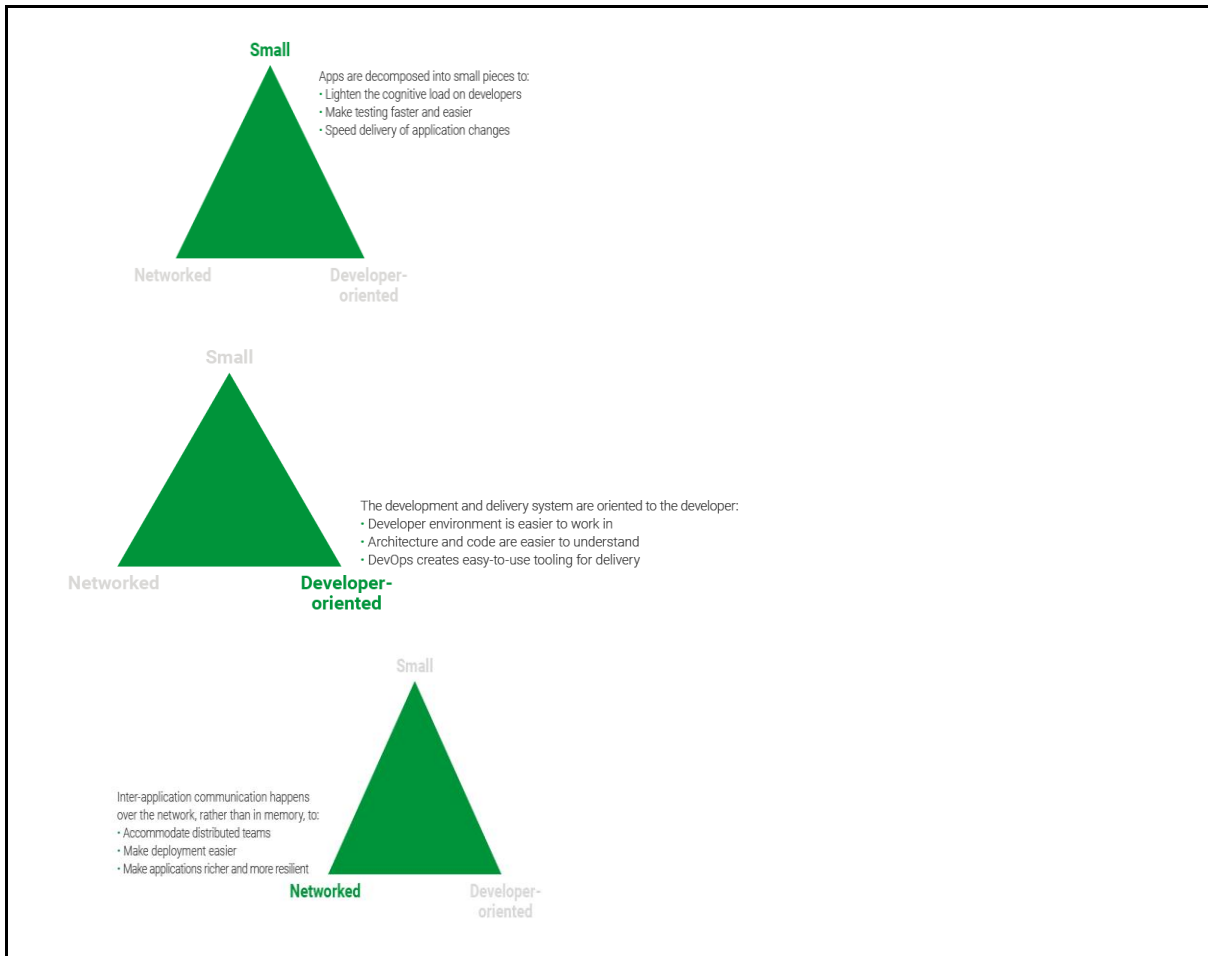 Small
Apps are decomposed into small pieces to:
• Lighten the cognitive load on developers
• Make testing faster and easier
• Speed delivery of application changes
Networked
Developer-
oriented
Small
The development and delivery system are oriented to the developer:
• Developer environment is easier to work in
• Architecture and code are easier to understand
• DevOps creates easy-to-use tooling for delivery
Networked
Developer-
oriented
Small
Inter-application communication happens
over the network, rather than in memory, to:
• Accommodate distributed teams
• Make deployment easier
• Make applications richer and more resilient
Networked
Developer-
oriented